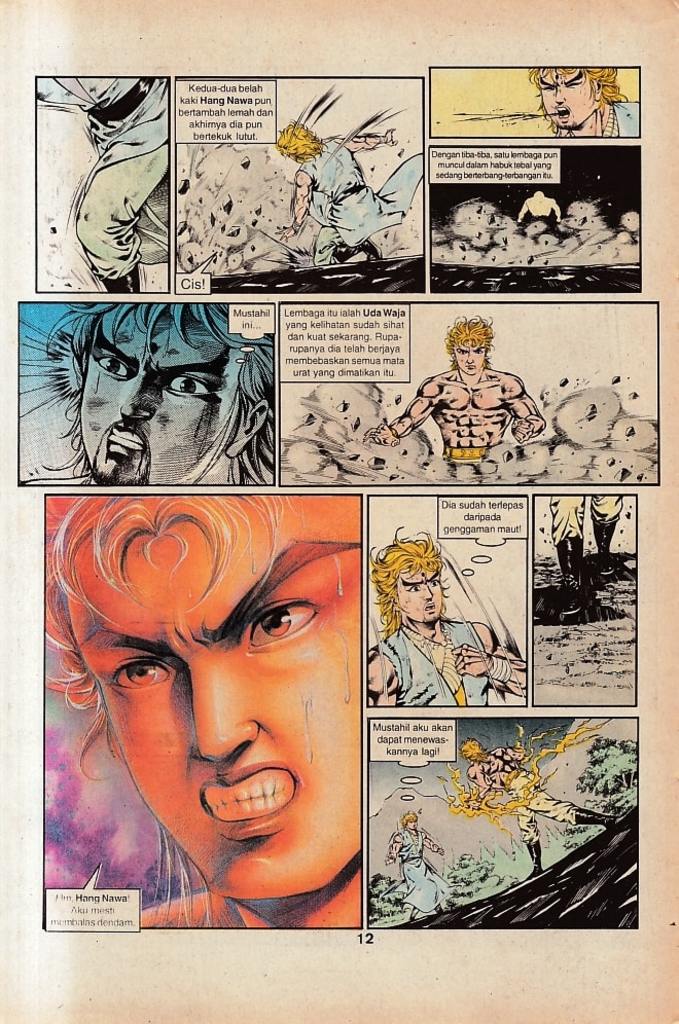 Kedua-dua belah
kaki Hang Nawa pun
bertambah lemah dan
akhirnya dia pun
bertekuk lutut.
Cis!
Dengan tiba-tiba, satu lembaga pun
muncul dalam habuk tebal yang
sedang berterbang-terbangan itu.
Mustahil
ini...
Lembaga itu ialah Uda Waja
yang kelihatan sudah sihat
dan kuat sekarang. Rupa-
rupanya dia telah berjaya
membebaskan semua mata
urat yang dimatikan itu.
Hm, Hang Nawa!
Aku mesti
membalas dendam.
Dia sudah terlepas
daripada
genggaman maut!
Mustahil aku akan
dapat menewas-
kannya lagi!
12